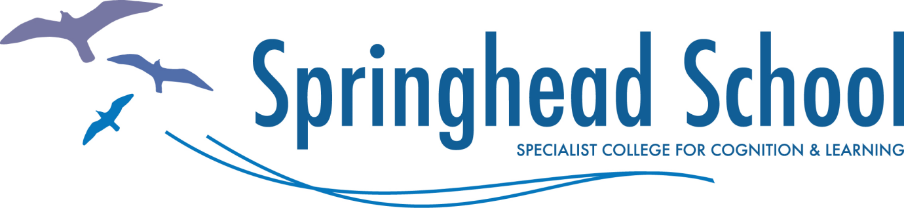 Springhead School
SPECIALIST COLLEGE FOR COGNITION & LEARNING